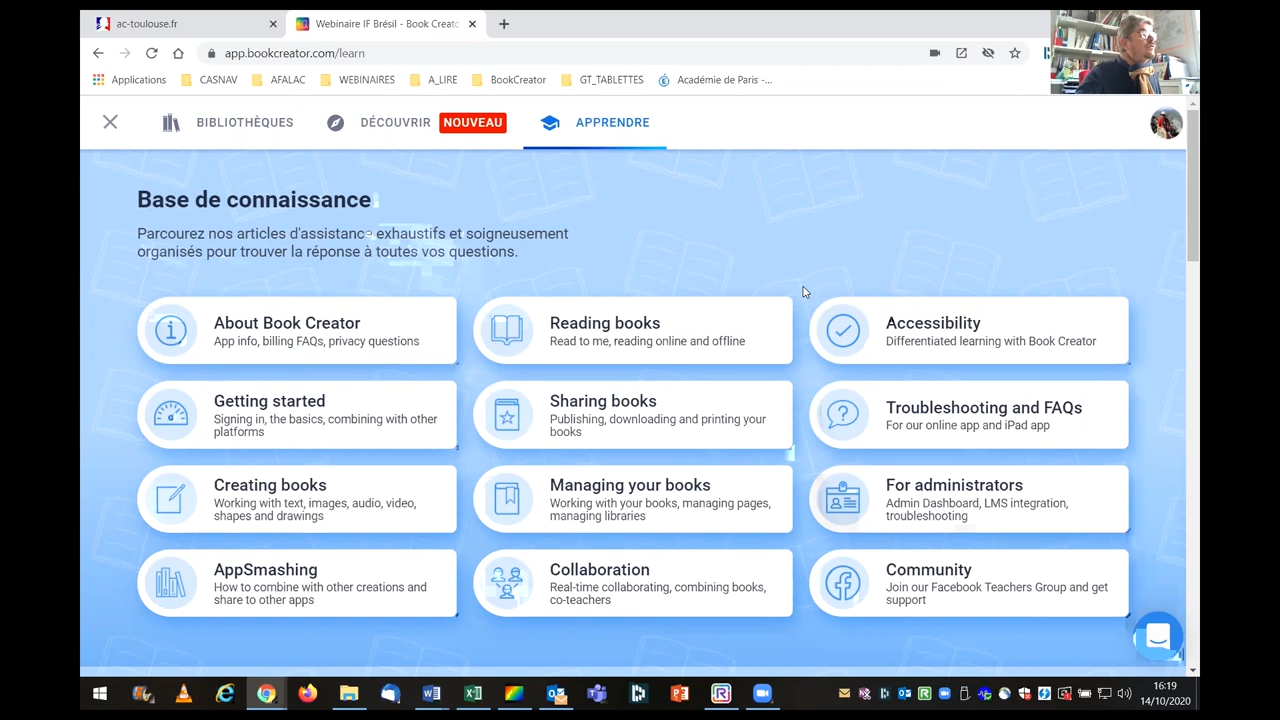 ac-toulouse.fr
Webinaire IF Brésil - Book Creato
app.bookcreator.com/learn
Applications
CASNAV
AFALAC
WEBINAIRES
A_LIRE
BookCreator
GT_TABLETTES
Académie de Paris -...
BIBLIOTHÈQUES
DÉCOUVRIR
NOUVEAU
APPRENDRE
Base de connaissance
Parcourez nos articles d'assistance exhaustifs et soigneusement
organisés pour trouver la réponse à toutes vos questions.
About Book Creator
App info, billing FAQs, privacy questions
Reading books
Read to me, reading online and offline
Accessibility
Differentiated learning with Book Creator
Getting started
Signing in, the basics, combining with other
platforms
Sharing books
Publishing, downloading and printing your
books
Troubleshooting and FAQs
For our online app and iPad app
Creating books
Working with text, images, audio, video,
shapes and drawings
Managing your books
Working with your books, managing pages,
managing libraries
For administrators
Admin Dashboard, LMS integration,
troubleshooting
AppSmashing
How to combine with other creations and
share to other apps
Collaboration
Real-time collaborating, combining books,
co-teachers
Community
Join our Facebook Teachers Group and get
support
16:19
14/10/2020